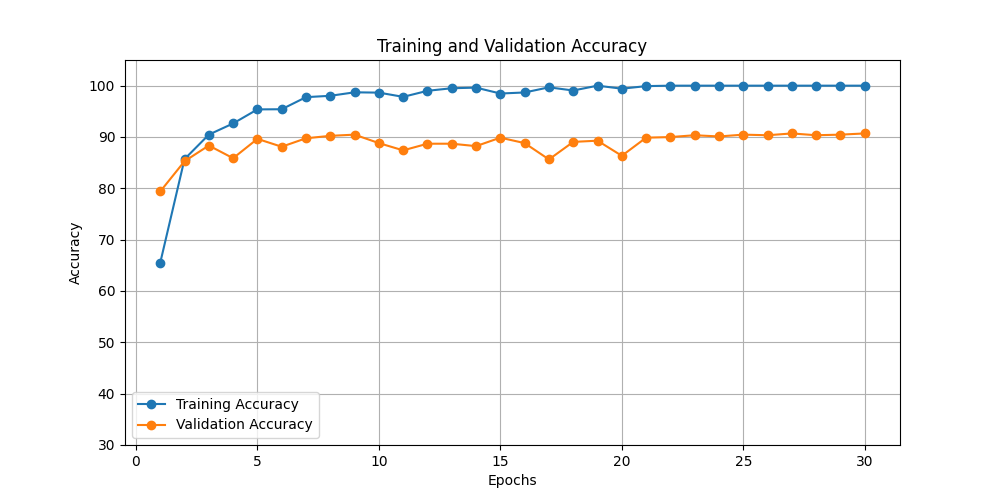 Training and Validation Accuracy
100
90
80
70
60
50
40
30
Accuracy
Training Accuracy
Validation Accuracy
0 5 10 15 20 25 30
Epochs